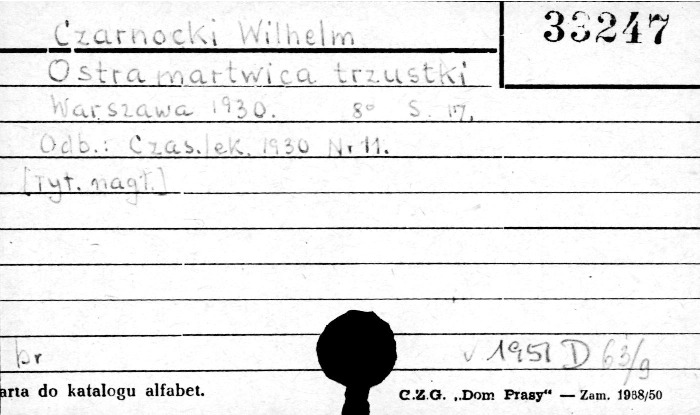 Czarnocki Wilhelm
33247
Ostra martwica trzustki
Warszawa 1930. 8° S. 17.
Odb.: Czas. lek. 1930 Nr 11.
[Tyt. nagł.]
br
v 1951 D 63/9
arta do katalogu alfabet.
C.Z.G. „Dom Prasy“ — Zam. 1938/50